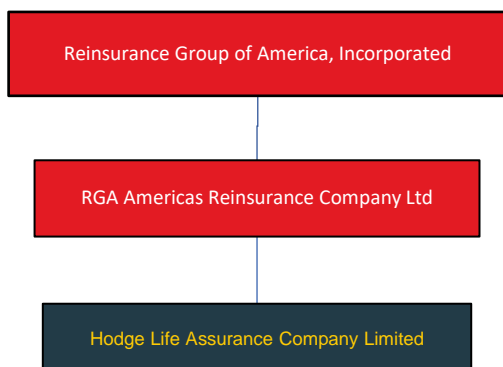 Reinsurance Group of America, Incorporated
RGA Americas Reinsurance Company Ltd
Hodge Life Assurance Company Limited